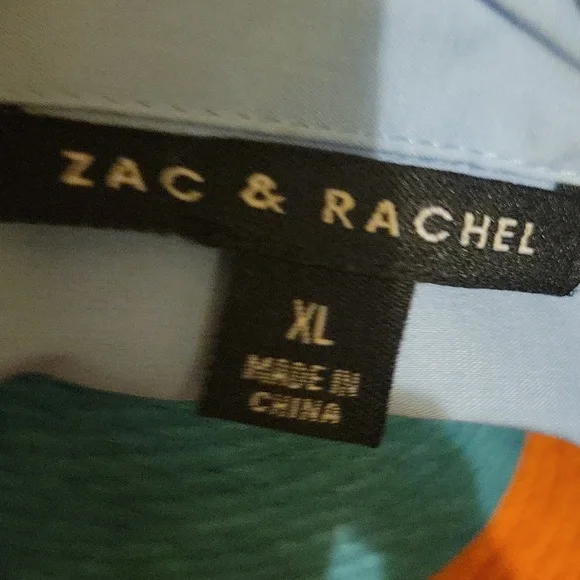 ZAC & RACHEL
XL
MADE IN
CHINA